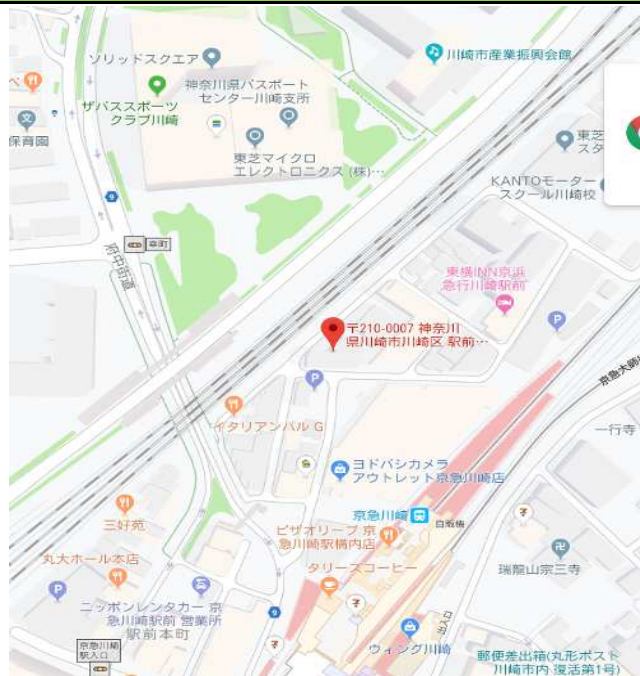 ソリッドスクエア
川崎市産業振興会館
神奈川県パスポート
センター川崎支所
ザバススポーツ
クラブ川崎
保育園
東芝マイクロ
エレクトロニクス (株)…
東芝
スタ
KANTOモーター
スクール川崎校
9
幸町
府中街道
東横INN京浜
急行川崎駅前
〒210-0007 神奈川
県川崎市川崎区 駅前…
P
P
京急大師
イタリアンバル G
一行寺
ヨドバシカメラ
アウトレット京急川崎店
京急川崎
自販機
三好苑
ピザオリーブ 京
急川崎駅構内店
丸大ホール本店
タリーズコーヒー
瑞龍山宗三寺
P
ニッポンレンタカー 京
急川崎駅前 営業所
駅前本町
9
出入口
ウィング川崎
京急川崎
駅入口
郵便差出箱(丸形ポスト
川崎市内 復活第1号)